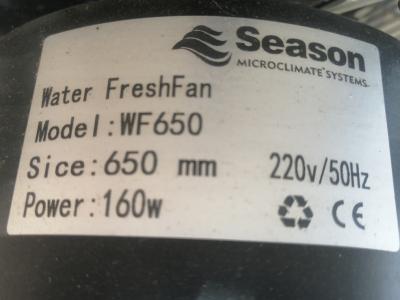 Season
MICROCLIMATE SYSTEMS
Water FreshFan
Model:WF650
Sice:650 mm
220v/50Hz
Power:160w
CE